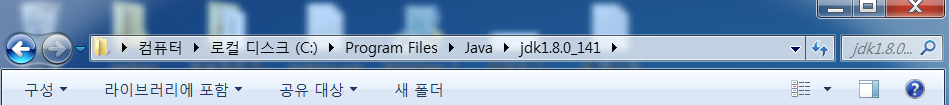 컴퓨터 ▸ 로컬 디스크 (C:) ▸ Program Files ▸ Java ▸ jdk1.8.0_141 ▸ jdk1.8.0...
구성 라이브러리에 포함 공유 대상 새 폴더